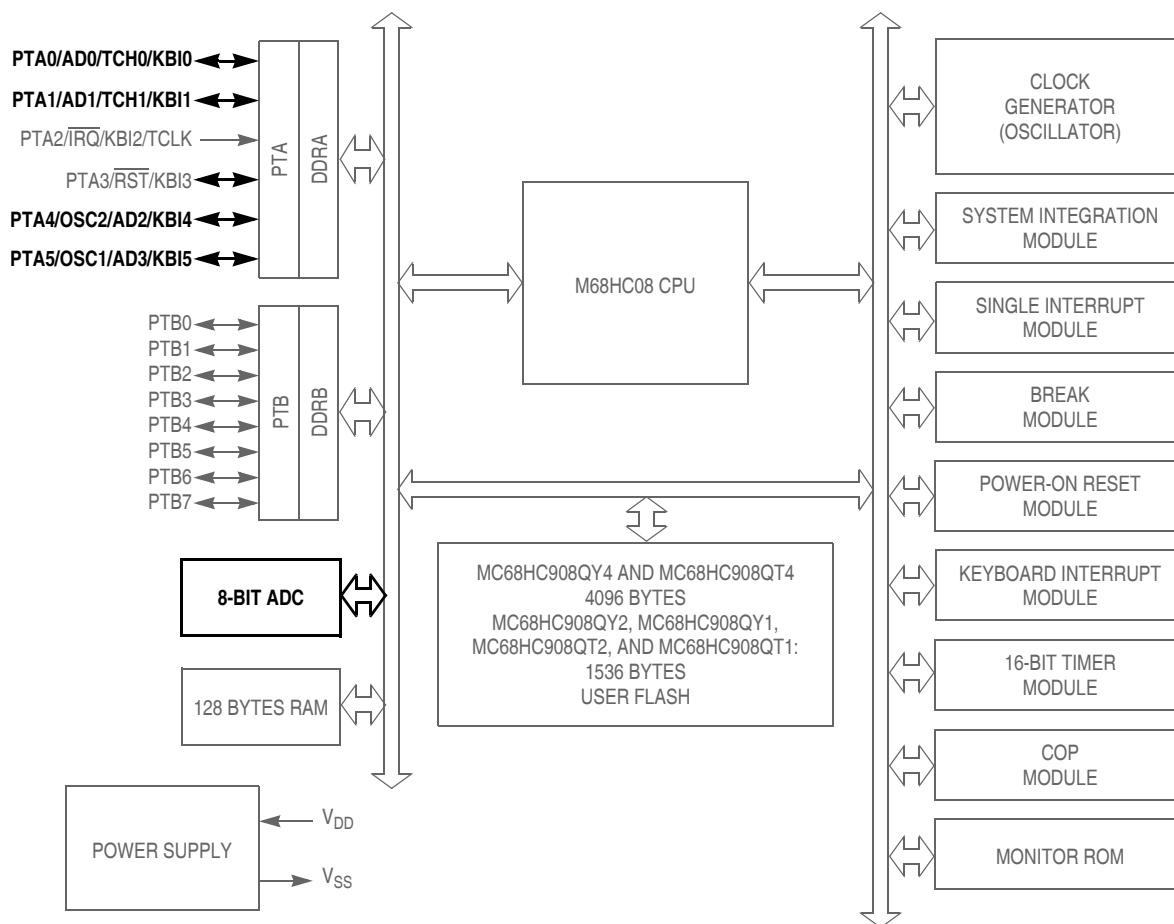 PTA0/AD0/TCH0/KBI0
PTA1/AD1/TCH1/KBI1
PTA2/IRQ/KBI2/TCLK
PTA3/RST/KBI3
PTA4/OSC2/AD2/KBI4
PTA5/OSC1/AD3/KBI5
PTA
DDRA
PTB0
PTB1
PTB2
PTB3
PTB4
PTB5
PTB6
PTB7
PTB
DDRB
8-BIT ADC
128 BYTES RAM
POWER SUPPLY
VDD
VSS
M68HC08 CPU
MC68HC908QY4 AND MC68HC908QT4
4096 BYTES
MC68HC908QY2, MC68HC908QY1,
MC68HC908QT2, AND MC68HC908QT1:
1536 BYTES
USER FLASH
CLOCK
GENERATOR
(OSCILLATOR)
SYSTEM INTEGRATION
MODULE
SINGLE INTERRUPT
MODULE
BREAK
MODULE
POWER-ON RESET
MODULE
KEYBOARD INTERRUPT
MODULE
16-BIT TIMER
MODULE
COP
MODULE
MONITOR ROM